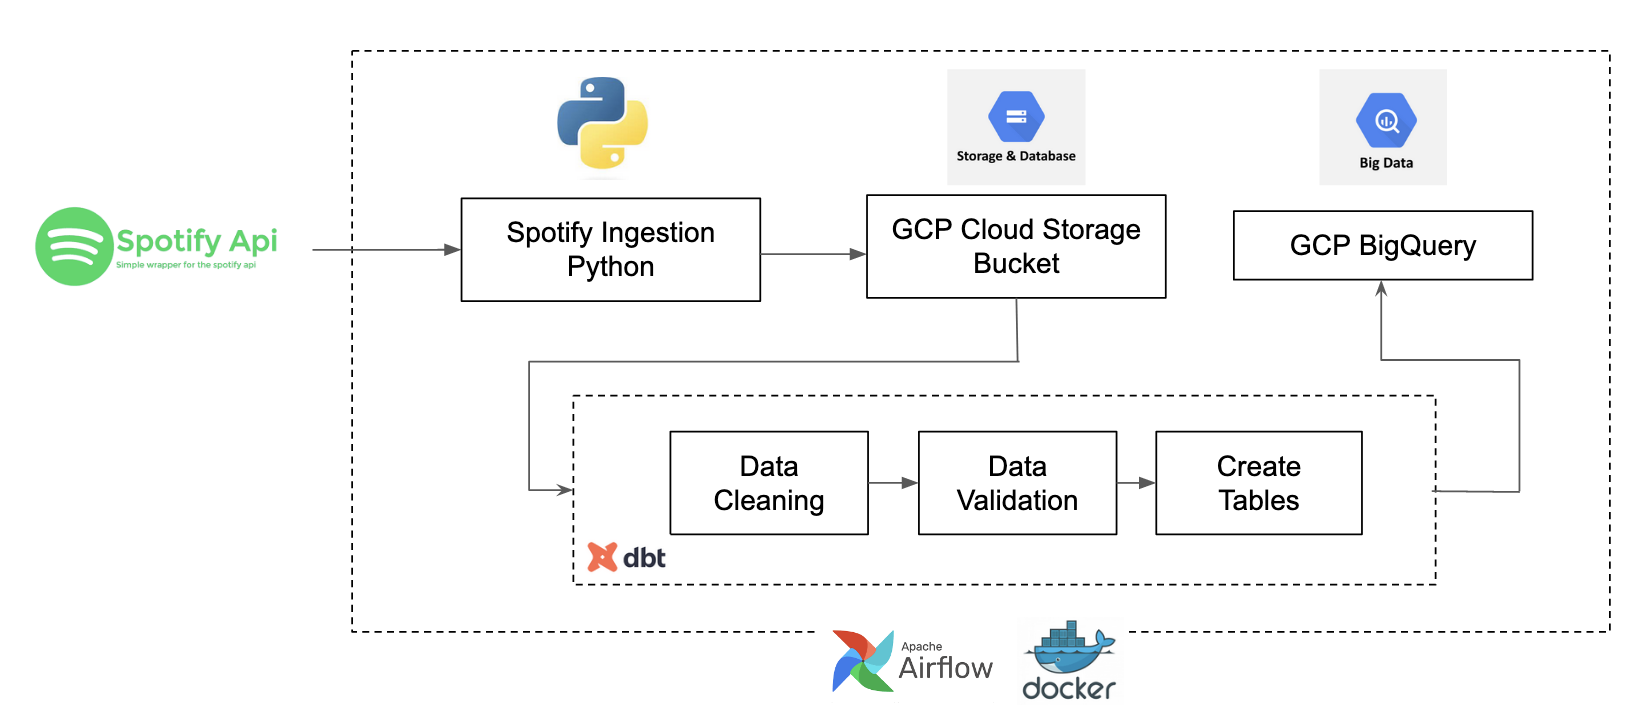 Storage & Database
Big Data
Spotify Api
Simple wrapper for the spotify api
Spotify Ingestion
Python
GCP Cloud Storage
Bucket
GCP BigQuery
Data
Cleaning
Data
Validation
Create
Tables
dbt
Apache
Airflow
docker